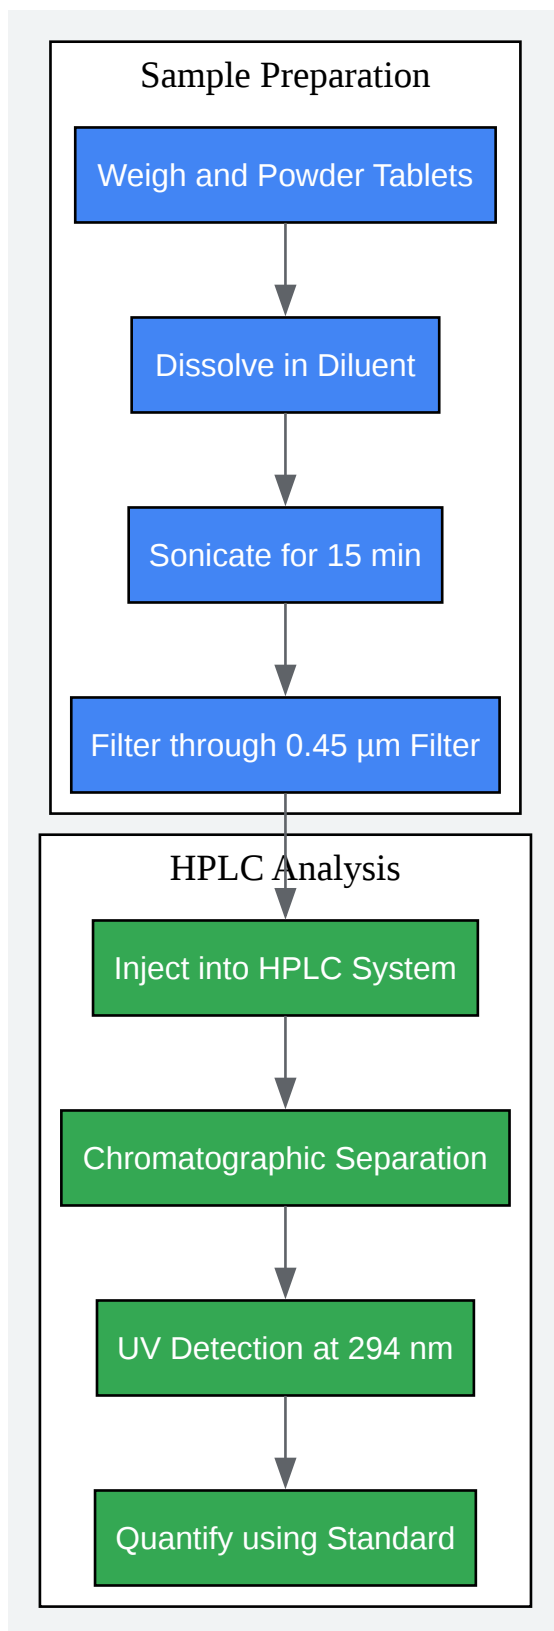 Sample Preparation
Weigh and Powder Tablets
Dissolve in Diluent
Sonicate for 15 min
Filter through 0.45 µm Filter
HPLC Analysis
Inject into HPLC System
Chromatographic Separation
UV Detection at 294 nm
Quantify using Standard